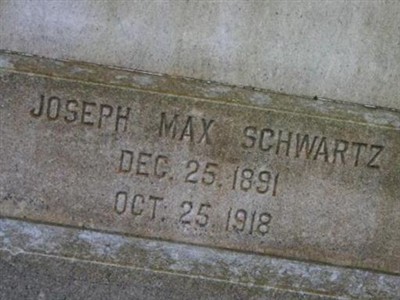 JOSEPH MAX SCHWARTZ
DEC. 25. 1891
OCT. 25 1918